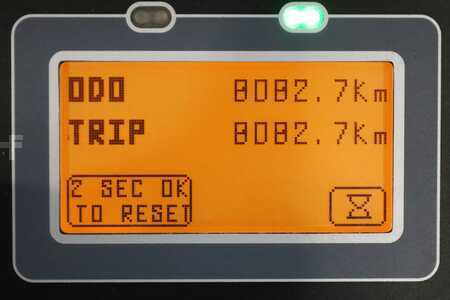 ODO 8082.7Km
TRIP 8082.7Km
2 SEC OK
TO RESET